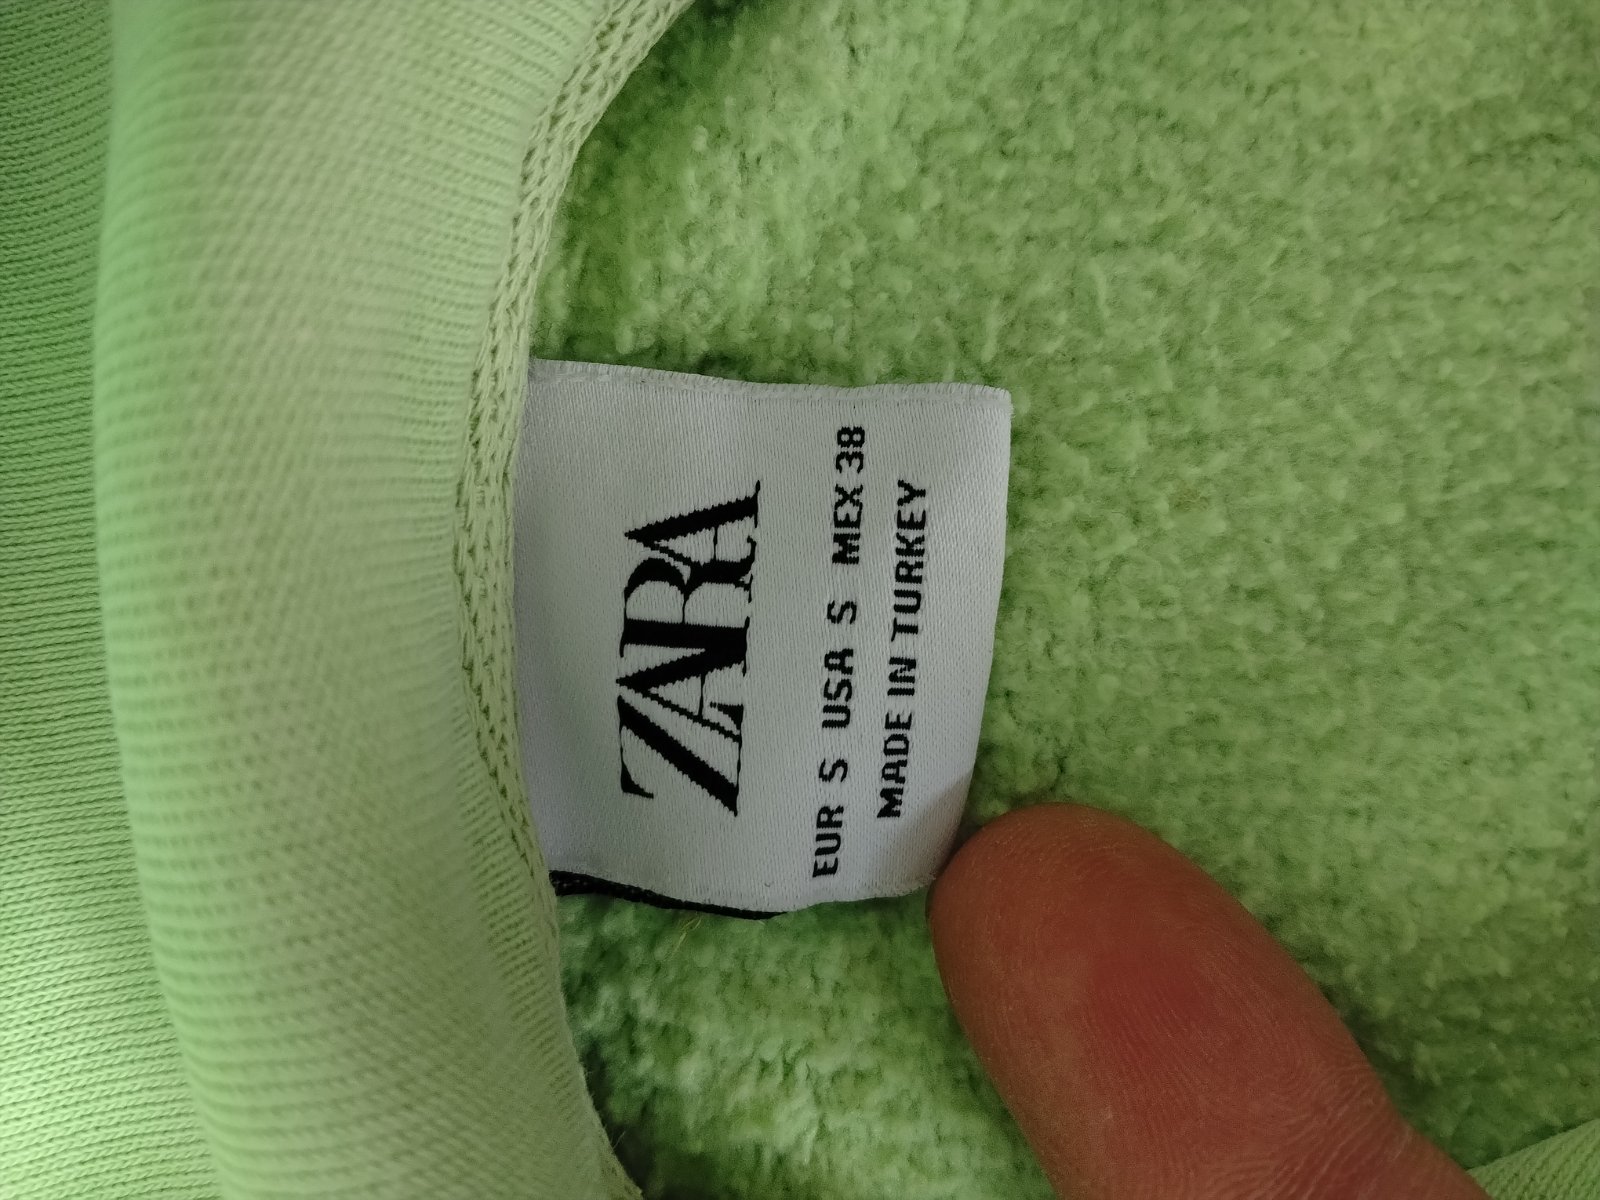 ZARA
EUR S USA S MEX 38
MADE IN TURKEY